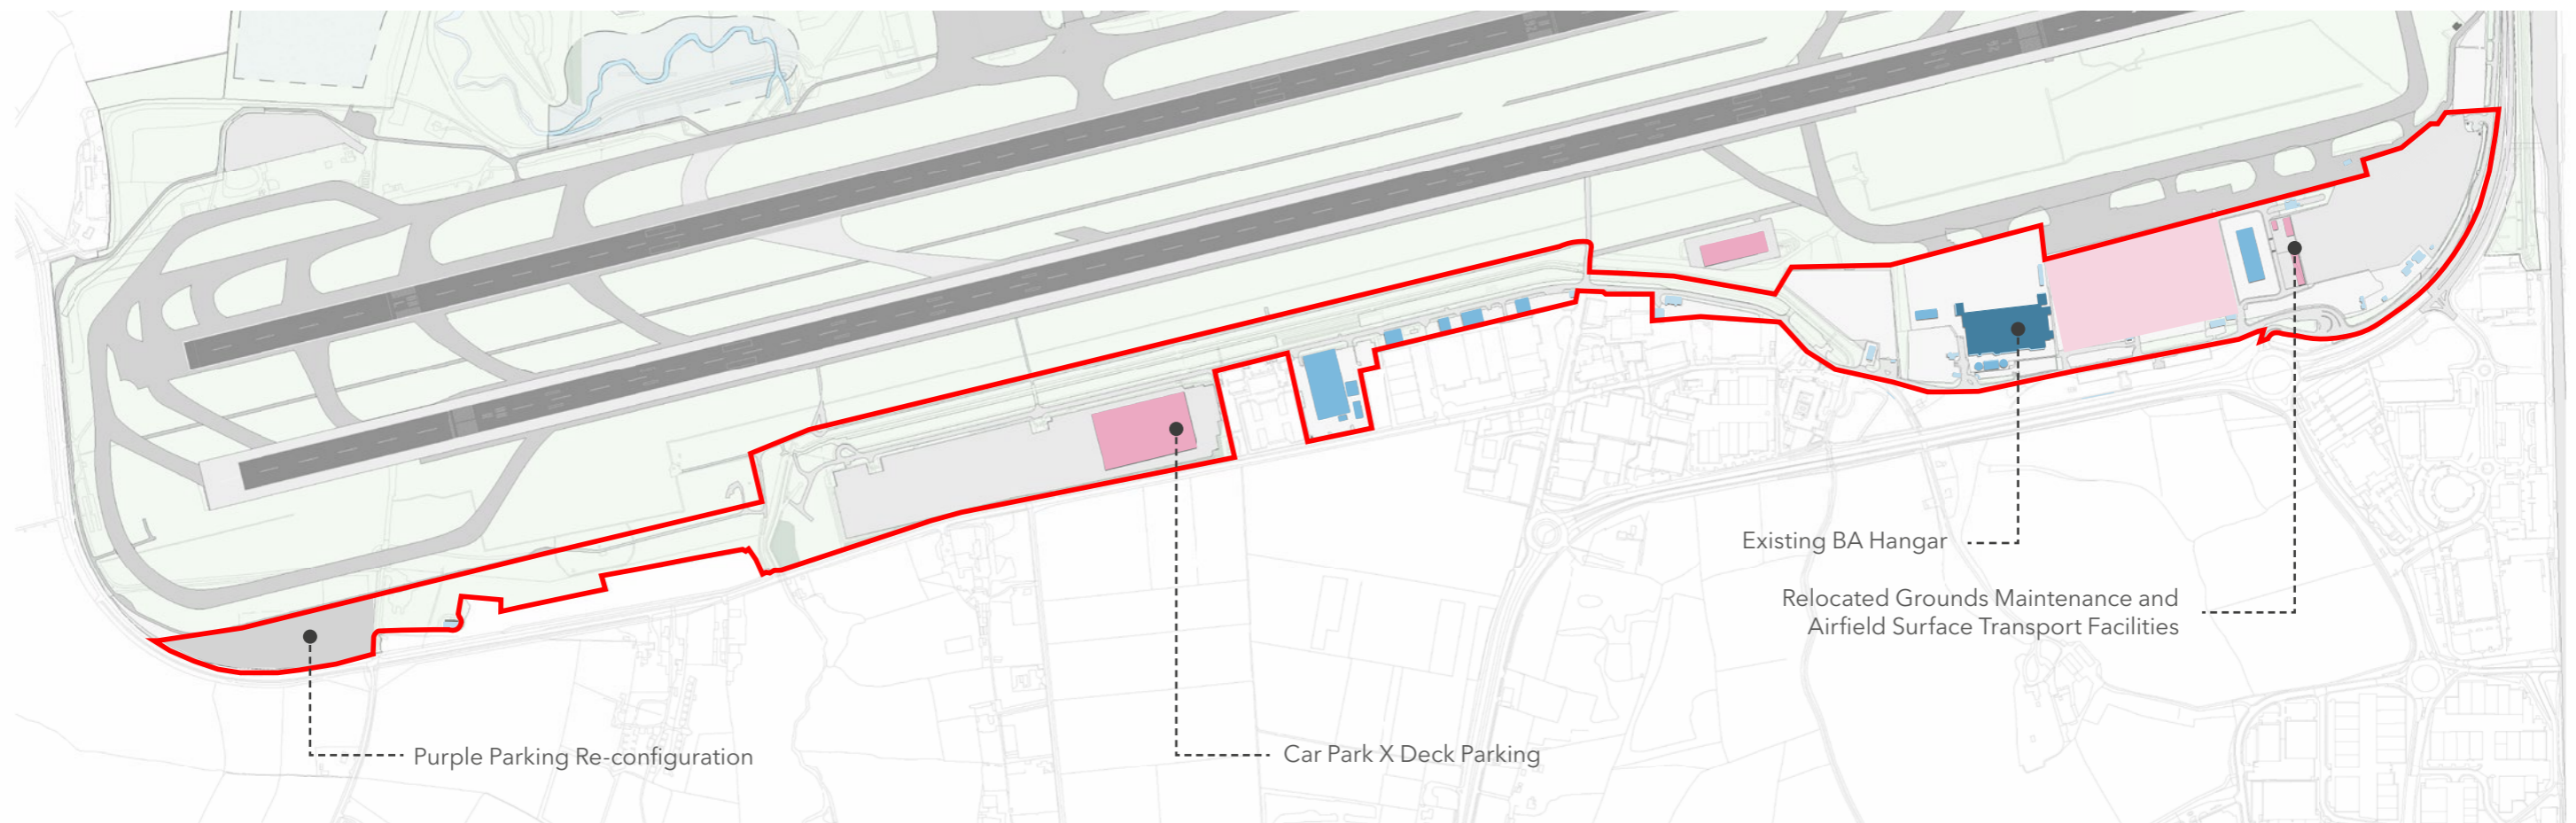 Existing BA Hangar
Relocated Grounds Maintenance and
Airfield Surface Transport Facilities
Purple Parking Re-configuration
Car Park X Deck Parking